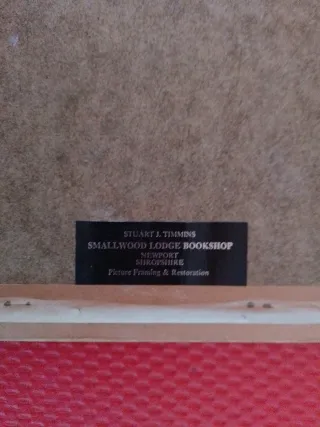 STUART J. TIMMINS
SMALLWOOD LODGE BOOKSHOP
NEWPORT
SHROPSHIRE
Picture Framing & Restoration